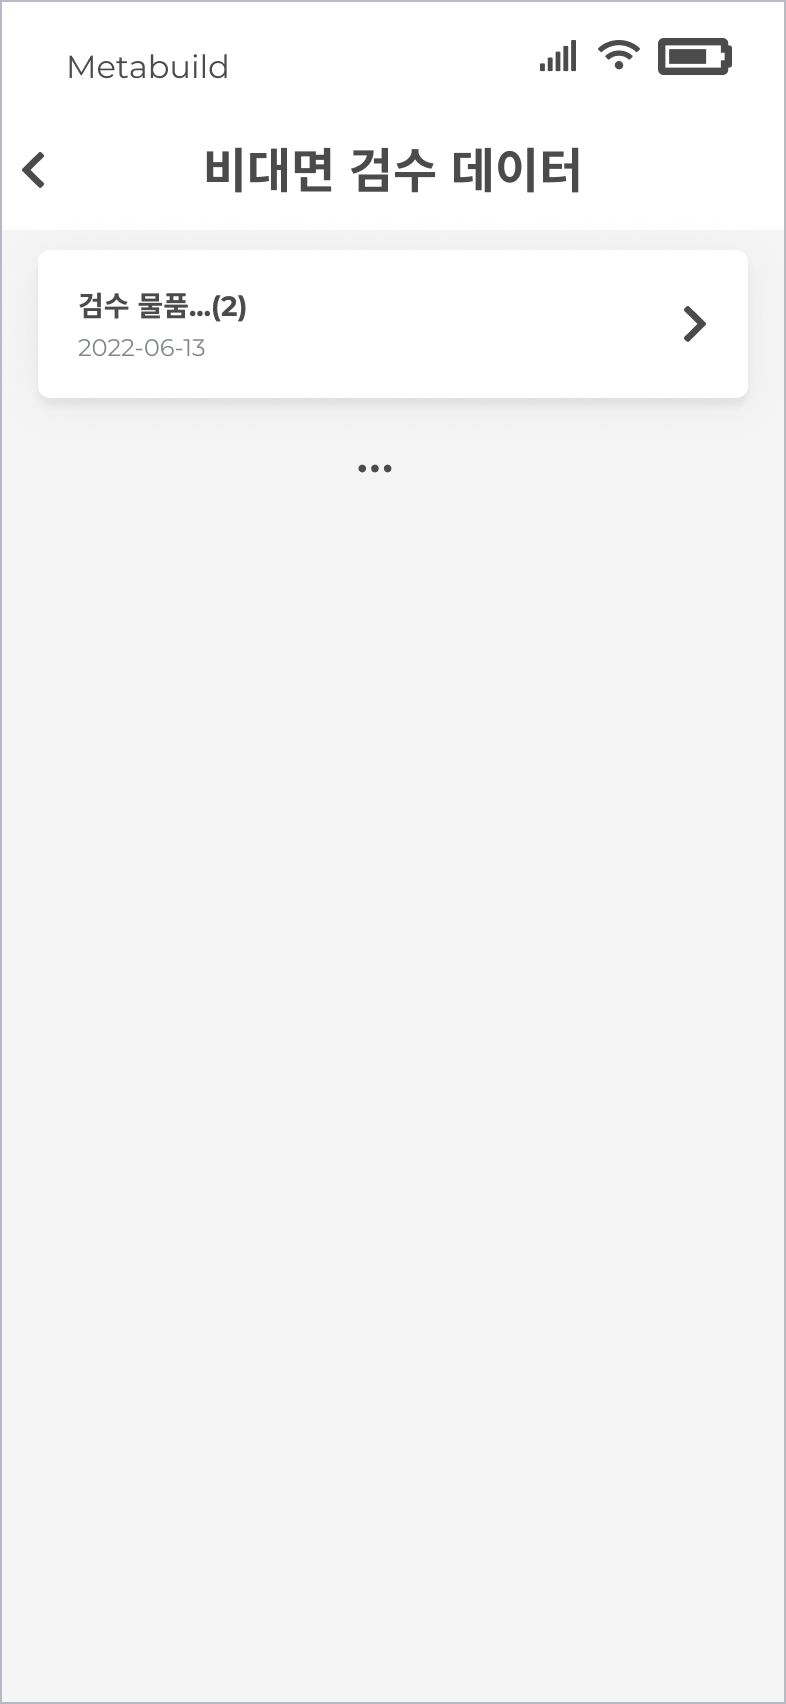 Metabuild
비대면 검수 데이터
검수 물품...(2)
2022-06-13
...